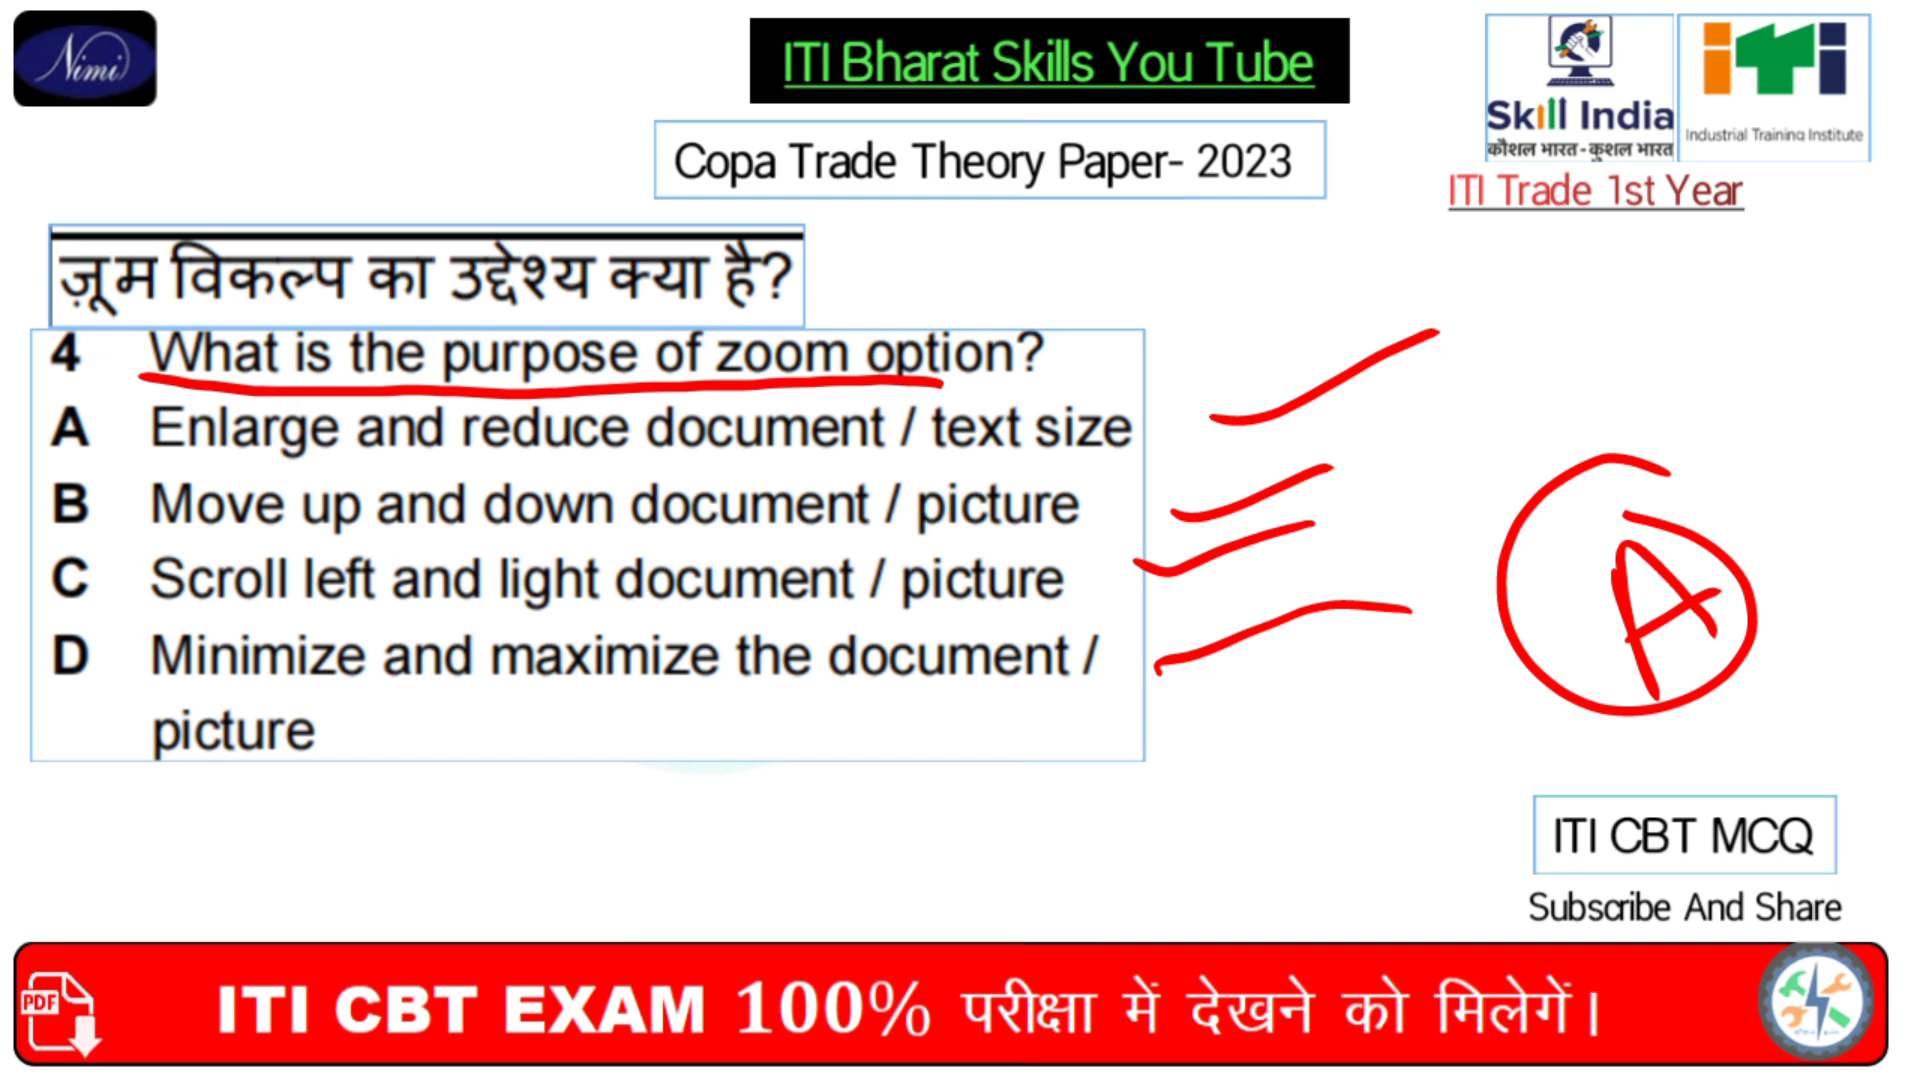 Nimi
ITI Bharat Skills You Tube
Skill India
कौशल भारत - कुशल भारत
iTi
Industrial Training Institute
Copa Trade Theory Paper- 2023
ITI Trade 1st Year
ज़ूम विकल्प का उद्देश्य क्या है?
4 What is the purpose of zoom option?
A Enlarge and reduce document / text size
B Move up and down document / picture
C Scroll left and light document / picture
D Minimize and maximize the document /
picture
A
ITI CBT MCQ
Subscribe And Share
PDF
ITI CBT EXAM 100% परीक्षा में देखने को मिलेगें।